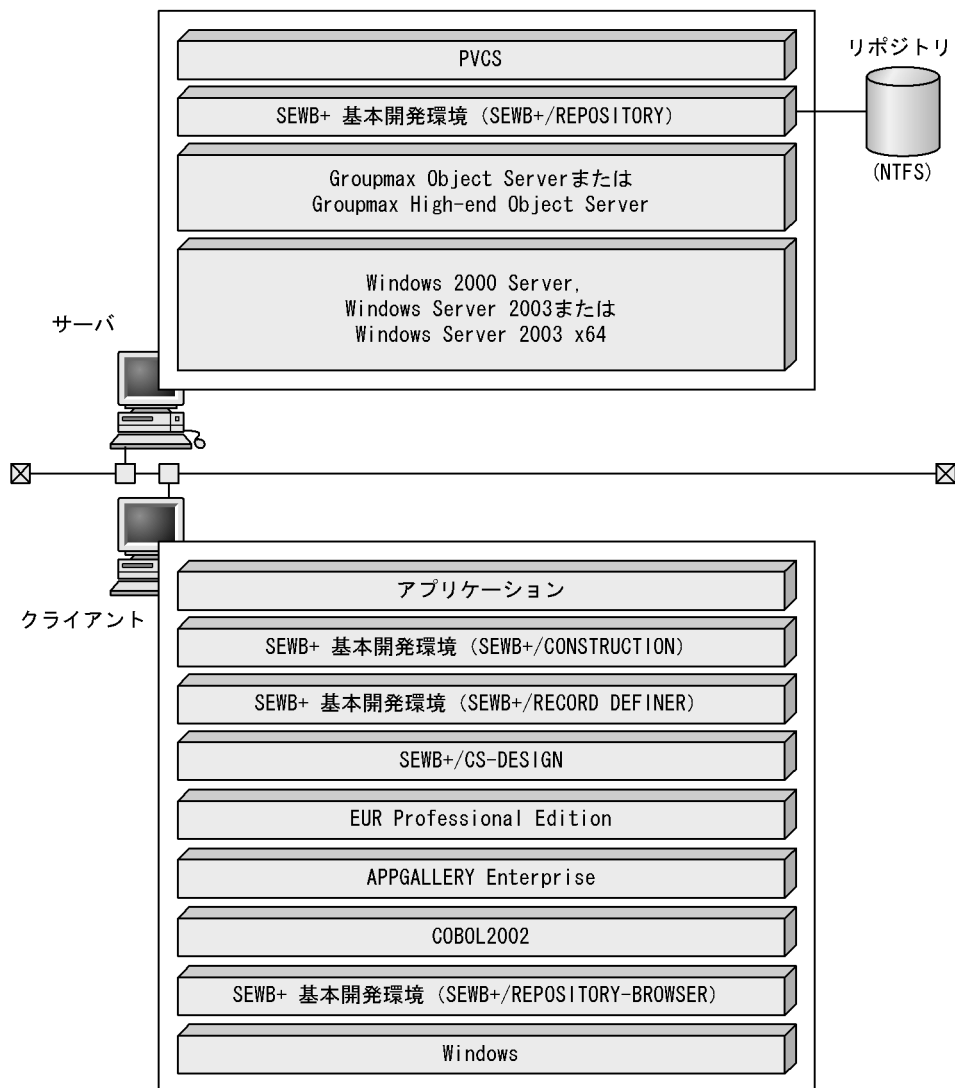 PVCS
リポジトリ
SEWB+ 基本開発環境 (SEWB+/REPOSITORY)
(NTFS)
Groupmax Object Serverまたは
Groupmax High-end Object Server
Windows 2000 Server,
Windows Server 2003または
Windows Server 2003 x64
サーバ
アプリケーション
クライアント
SEWB+ 基本開発環境 (SEWB+/CONSTRUCTION)
SEWB+ 基本開発環境 (SEWB+/RECORD DEFINER)
SEWB+/CS-DESIGN
EUR Professional Edition
APPGALLERY Enterprise
COBOL2002
SEWB+ 基本開発環境 (SEWB+/REPOSITORY-BROWSER)
Windows